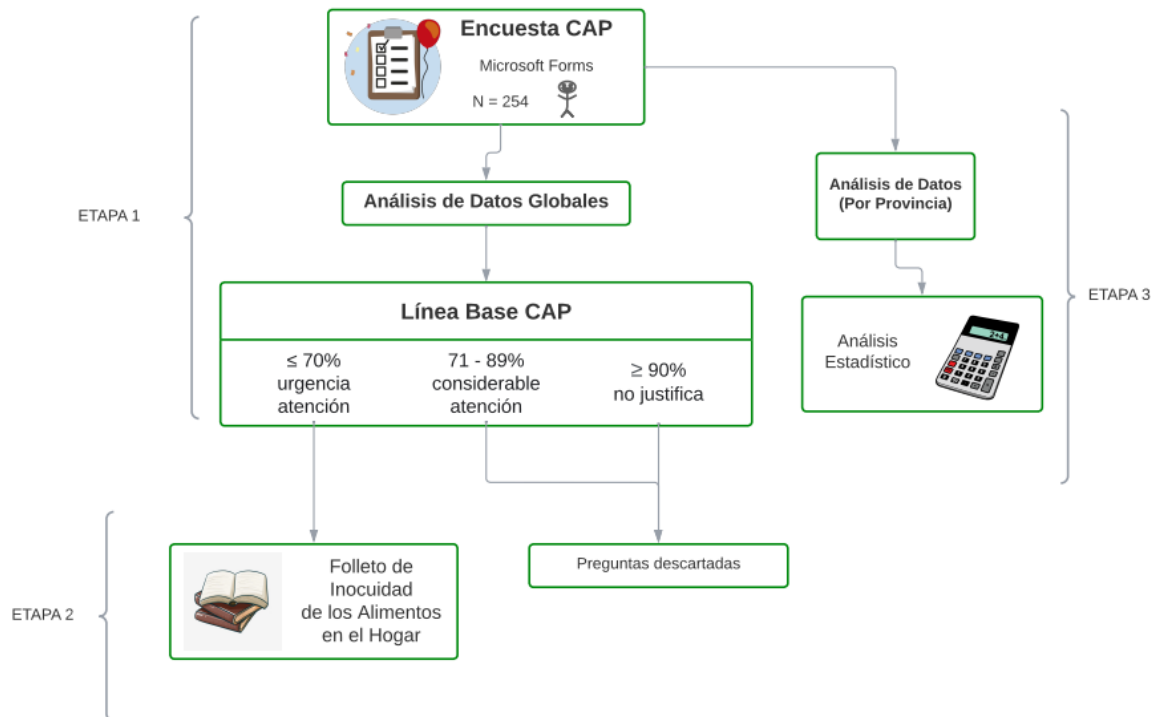 Encuesta CAP
Microsoft Forms
N = 254
Análisis de Datos Globales
Análisis de Datos
(Por Provincia)
ETAPA 1
ETAPA 3
Línea Base CAP
≤ 70%
urgencia
atención
71 - 89%
considerable
atención
≥ 90%
no justifica
Análisis
Estadístico
Folleto de
Inocuidad
de los Alimentos
en el Hogar
Preguntas descartadas
ETAPA 2